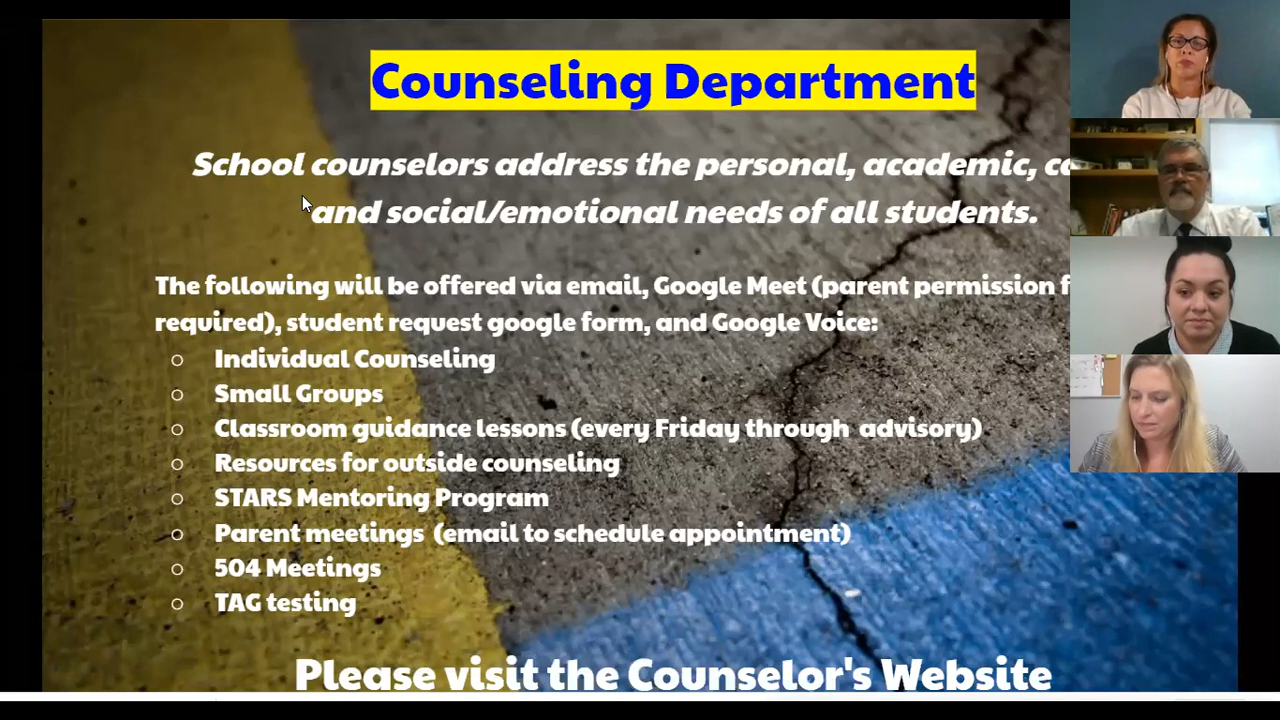 Counseling Department
School counselors address the personal, academic,
and social/emotional needs of all students.
The following will be offered via email, Google Meet (parent permission
required), student request google form, and Google Voice:
○ Individual Counseling
○ Small Groups
○ Classroom guidance lessons (every Friday through advisory)
○ Resources for outside counseling
○ STARS Mentoring Program
○ Parent meetings (email to schedule appointment)
○ 504 Meetings
○ TAG testing
Please visit the Counselor's Website